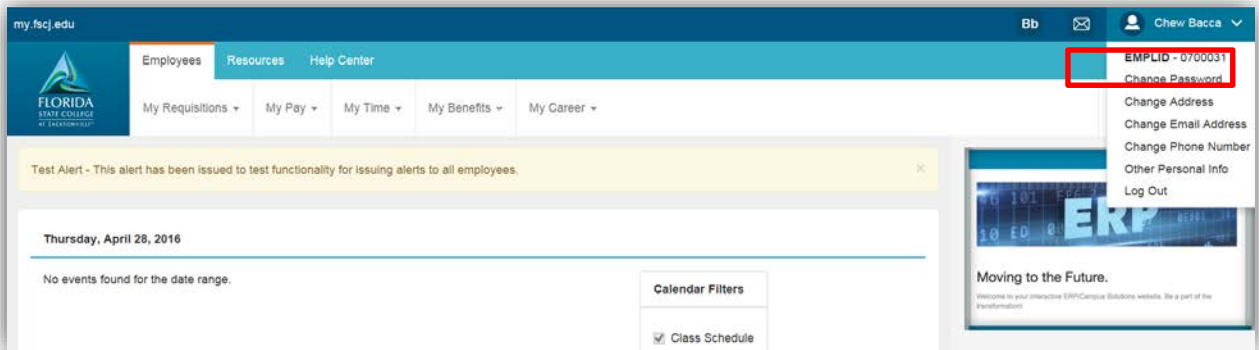 my.fscj.edu
Bb
Chew Bacca
Employees
Resources
Help Center
EMPLID - 0700031
Change Password
Change Address
Change Email Address
Change Phone Number
Other Personal Info
Log Out
FLORIDA
STATE COLLEGE
AT JACKSONVILLE
My Requisitions
My Pay
My Time
My Benefits
My Career
Test Alert - This alert has been issued to test functionality for issuing alerts to all employees.
Thursday, April 28, 2016
No events found for the date range.
Calendar Filters
Class Schedule
101
ERP
10 ED
Moving to the Future.
Welcome to your interactive ERP/Campus Solutions website. Be a part of the
transformation!